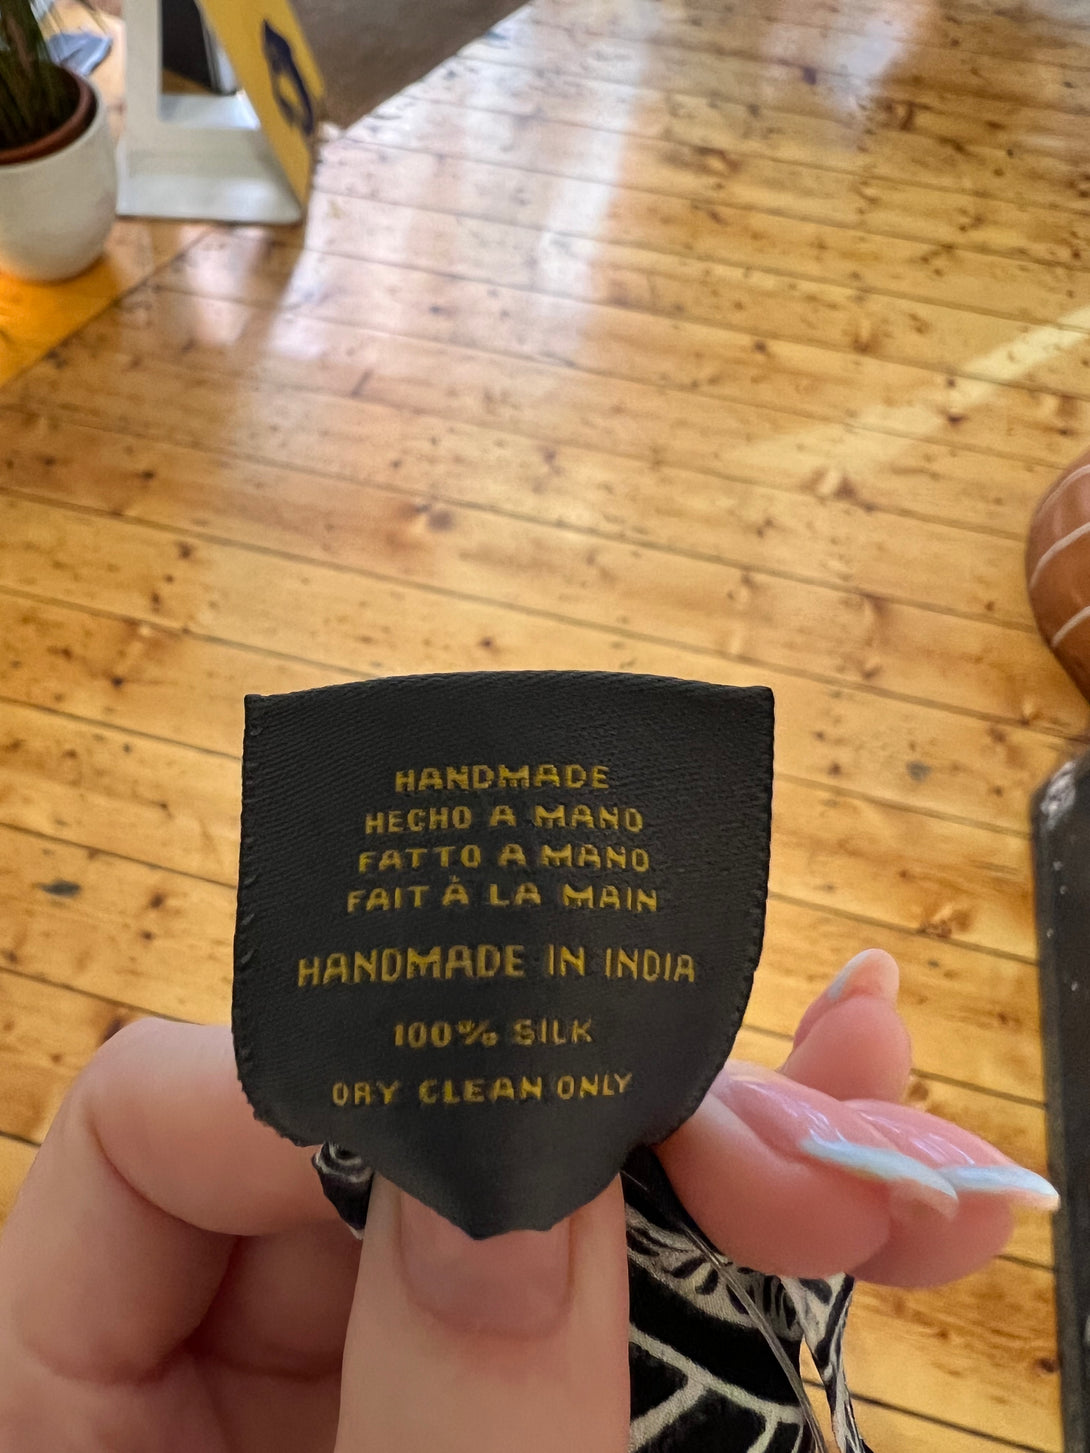 HANDMADE
HECHO A MANO
FATTO A MANO
FAIT À LA MAIN
HANDMADE IN INDIA
100% SILK
DRY CLEAN ONLY